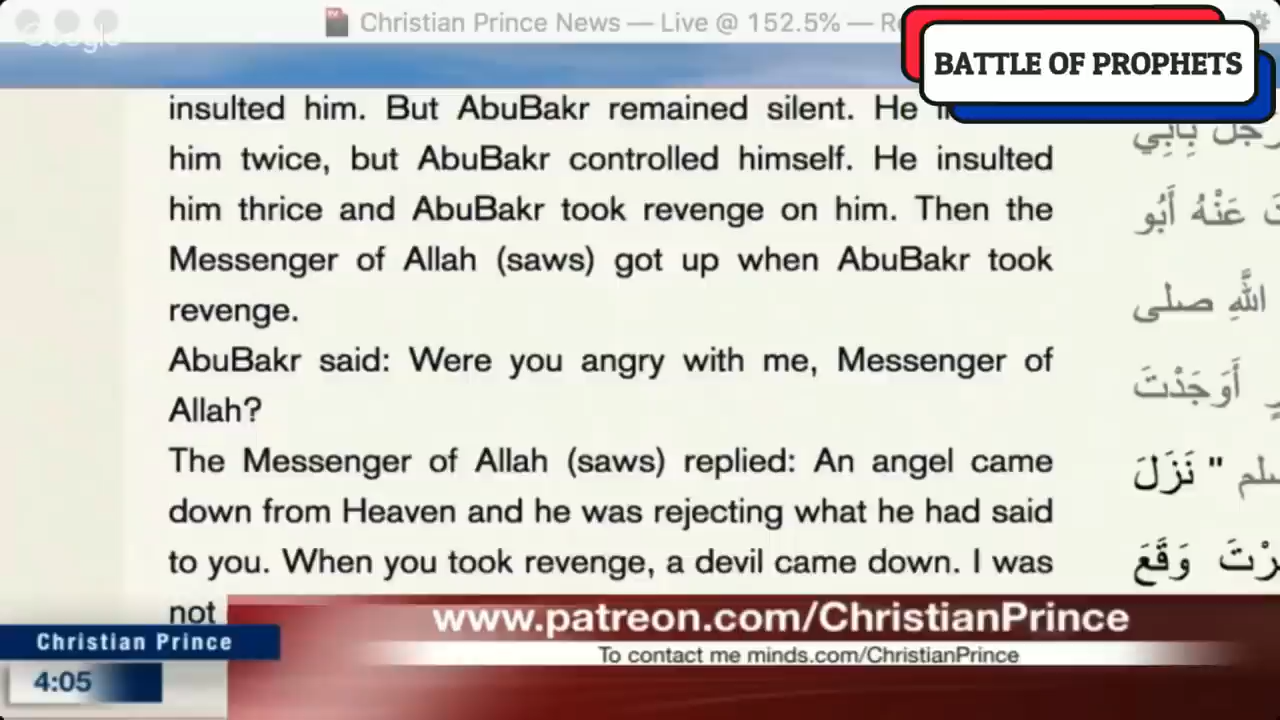 Christian Prince News — Live @ 152.5% —
BATTLE OF PROPHETS
Google
insulted him. But AbuBakr remained silent. He
him twice, but AbuBakr controlled himself. He insulted
him thrice and AbuBakr took revenge on him. Then the
Messenger of Allah (saws) got up when AbuBakr took
revenge.
AbuBakr said: Were you angry with me, Messenger of
Allah?
The Messenger of Allah (saws) replied: An angel came
down from Heaven and he was rejecting what he had said
to you. When you took revenge, a devil came down. I was
not
بِأَبِي
عَنْهُ أَبُو
اللَّهِ صلى
أَوَجَدْتَ
" نَزَلَ
وَقَعَ
www.patreon.com/ChristianPrince
To contact me minds.com/ChristianPrince
Christian Prince
4:05